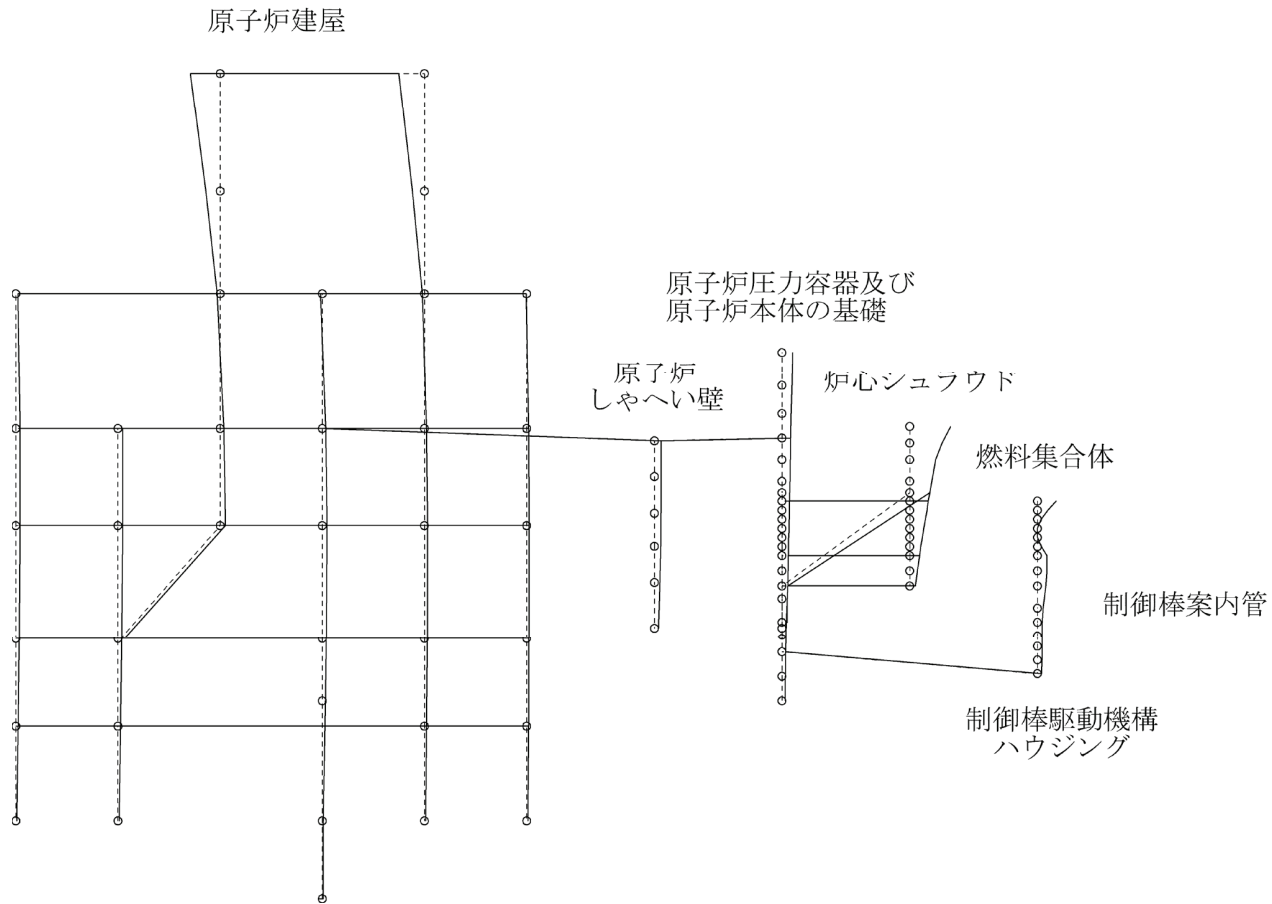 原子炉建屋
原子炉圧力容器及び
原子炉本体の基礎
原子炉
しゃへい壁
炉心シュラウド
燃料集合体
制御棒案内管
制御棒駆動機構
ハウジング